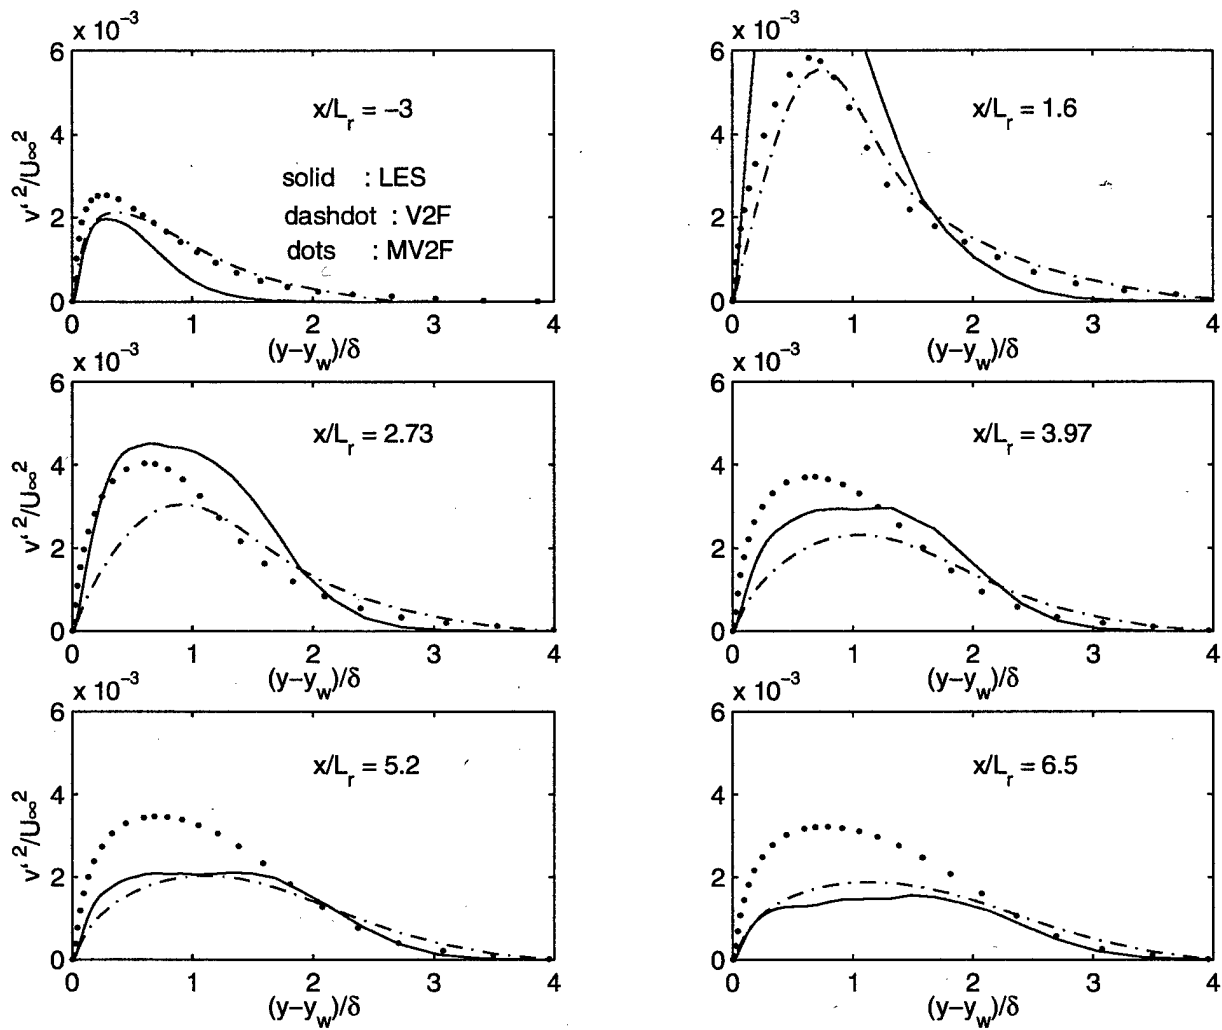 x 10⁻³
6
4
2
0
v' ²/U∞²
x/Lr = −3
solid : LES
dashdot : V2F
dots : MV2F
0 1 2 3 4
(y−yw)/δ
x 10⁻³
6
4
2
0
x/Lr = 1.6
0 1 2 3 4
(y−yw)/δ
x 10⁻³
6
4
2
0
v' ²/U∞²
x/Lr = 2.73
0 1 2 3 4
(y−yw)/δ
x 10⁻³
6
4
2
0
x/Lr = 3.97
0 1 2 3 4
(y−yw)/δ
x 10⁻³
6
4
2
0
v' ²/U∞²
x/Lr = 5.2
0 1 2 3 4
(y−yw)/δ
x 10⁻³
6
4
2
0
x/Lr = 6.5
0 1 2 3 4
(y−yw)/δ